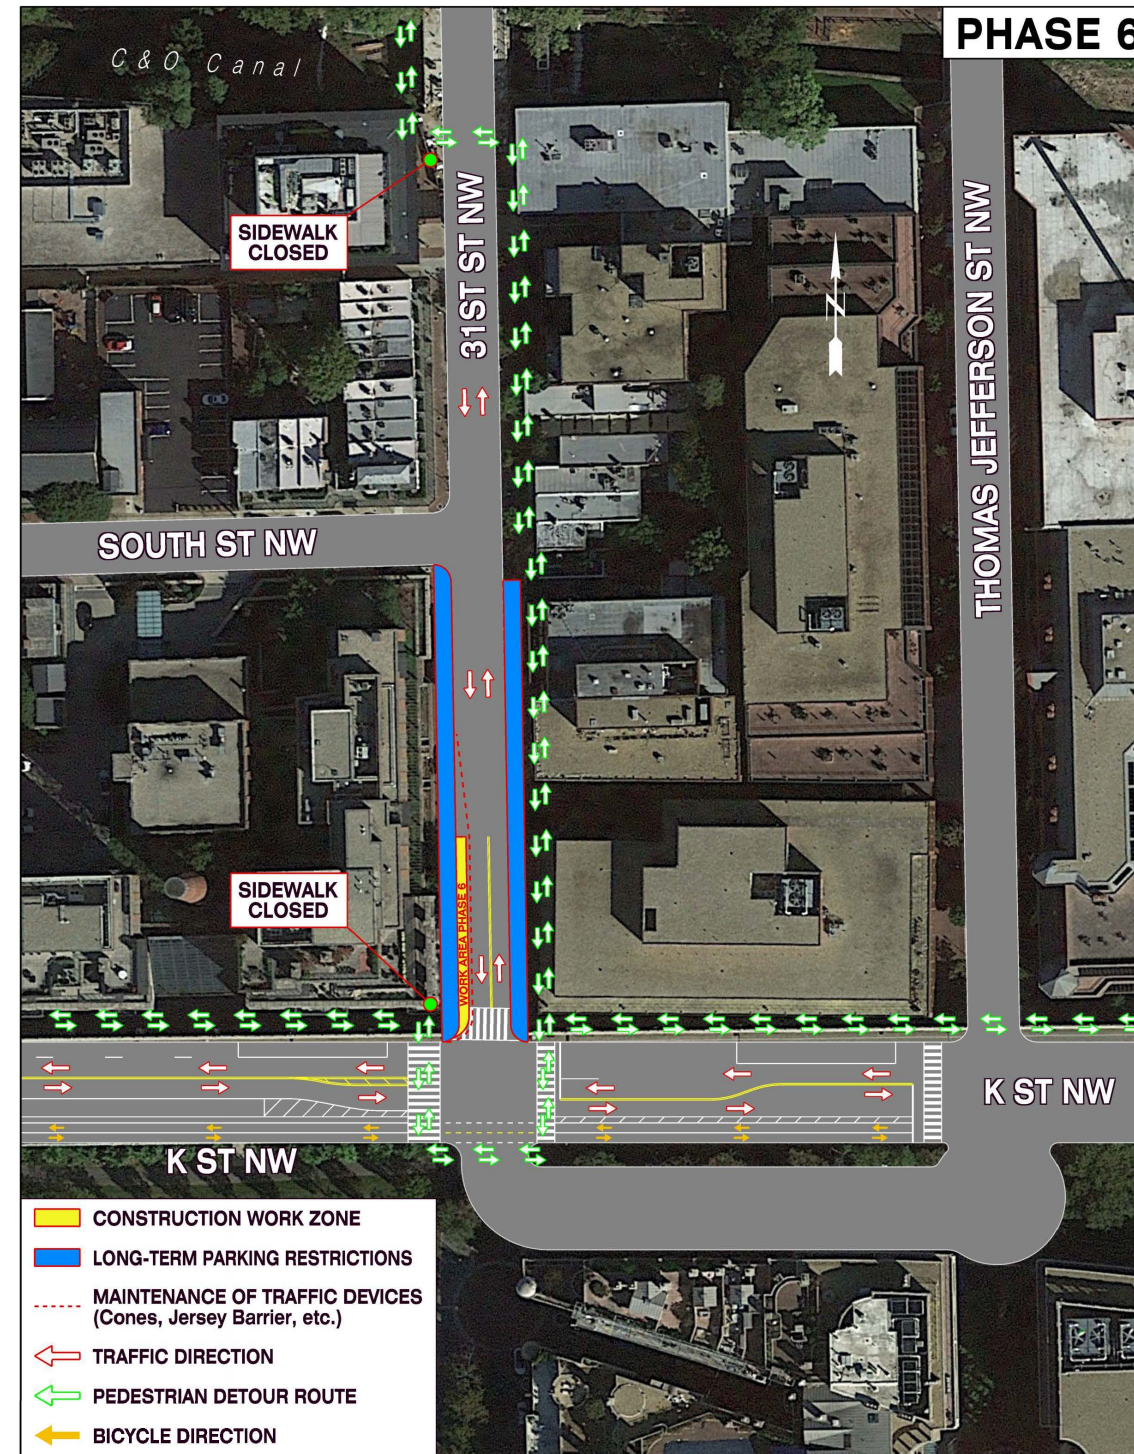 PHASE 6
C & O Canal
SIDEWALK
CLOSED
31ST ST NW
THOMAS JEFFERSON ST NW
N
SOUTH ST NW
SIDEWALK
CLOSED
WORK AREA PHASE 6
K ST NW
K ST NW
CONSTRUCTION WORK ZONE
LONG-TERM PARKING RESTRICTIONS
MAINTENANCE OF TRAFFIC DEVICES
(Cones, Jersey Barrier, etc.)
TRAFFIC DIRECTION
PEDESTRIAN DETOUR ROUTE
BICYCLE DIRECTION